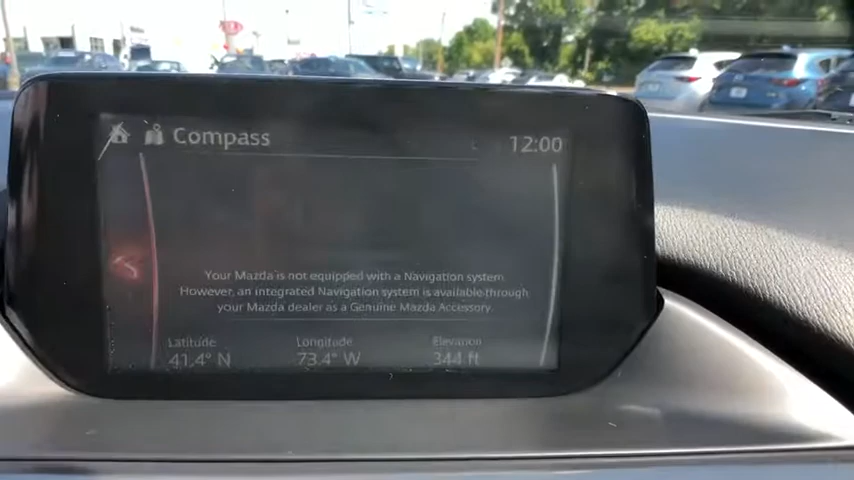 Compass 12:00
Your Mazda is not equipped with a Navigation system
However, an integrated Navigation system is available through
your Mazda dealer as a Genuine Mazda Accessory.
Latitude Longitude Elevation
41.4° N 73.4° W 344 ft